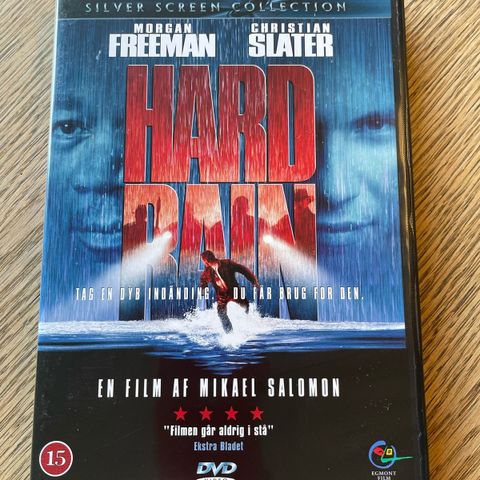 SILVER SCREEN COLLECTION
MORGAN CHRISTIAN
FREEMAN SLATER
HARD
RAIN
TAG EN DYB INDÅNDING. DU FÅR BRUG FOR DEN.
EN FILM AF MIKAEL SALOMON
"Filmen går aldrig i stå"
Ekstra Bladet
15
DVD
VIDEO
EGMONT
FILM